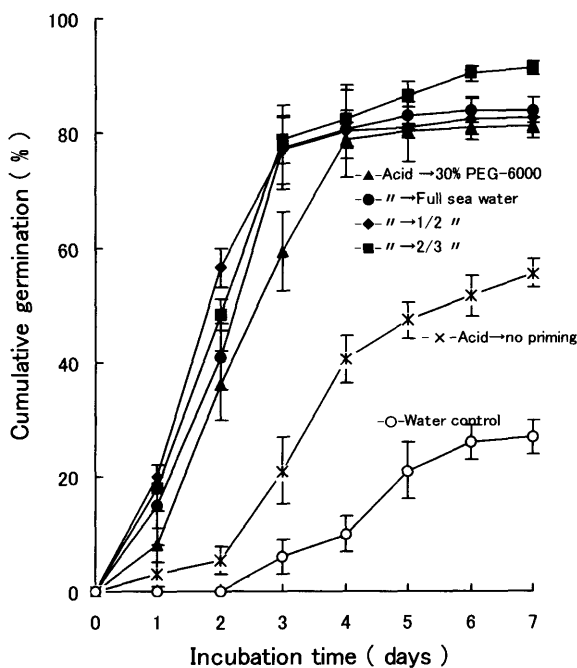 Cumulative germination ( % )
100
80
60
40
20
0
Acid →30% PEG-6000
〃 →Full sea water
〃 →1/2 〃
〃 →2/3 〃
Acid→no priming
Water control
0 1 2 3 4 5 6 7
Incubation time ( days )